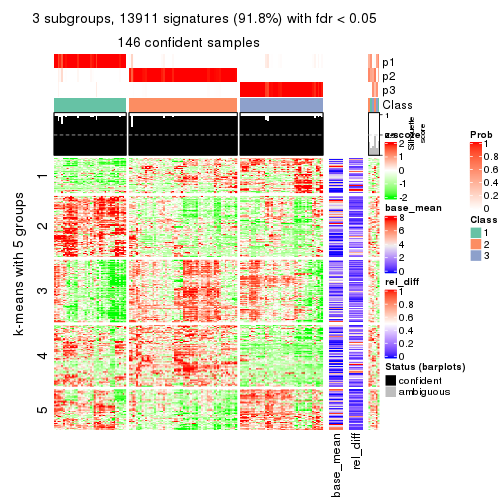 3 subgroups, 13911 signatures (91.8%) with fdr < 0.05
146 confident samples
p1
p2
p3
Class
1
Silhouette
score
k-means with 5 groups
1
2
3
4
5
base_mean
rel_diff
z-score
2
1
0
-1
-2
base_mean
8
6
4
2
0
rel_diff
1
0.8
0.6
0.4
0.2
0
Status (barplots)
confident
ambiguous
Prob
1
0.8
0.6
0.4
0.2
0
Class
1
2
3